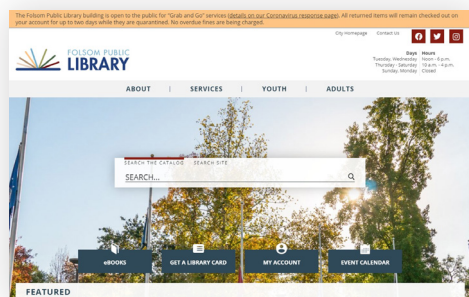 The Folsom Public Library building is open to the public for "Grab and Go" services (details on our Coronavirus response page). All returned items will remain checked out on
your account for up to two days while they are quarantined. No overdue fines are being charged.
City Homepage Contact Us
FOLSOM PUBLIC
LIBRARY
Days Hours
Tuesday, Wednesday Noon - 6 p.m.
Thursday - Saturday 10 a.m. - 4 p.m.
Sunday, Monday Closed
ABOUT | SERVICES | YOUTH | ADULTS
SEARCH THE CATALOG SEARCH SITE
SEARCH...
eBOOKS GET A LIBRARY CARD MY ACCOUNT EVENT CALENDAR
FEATURED